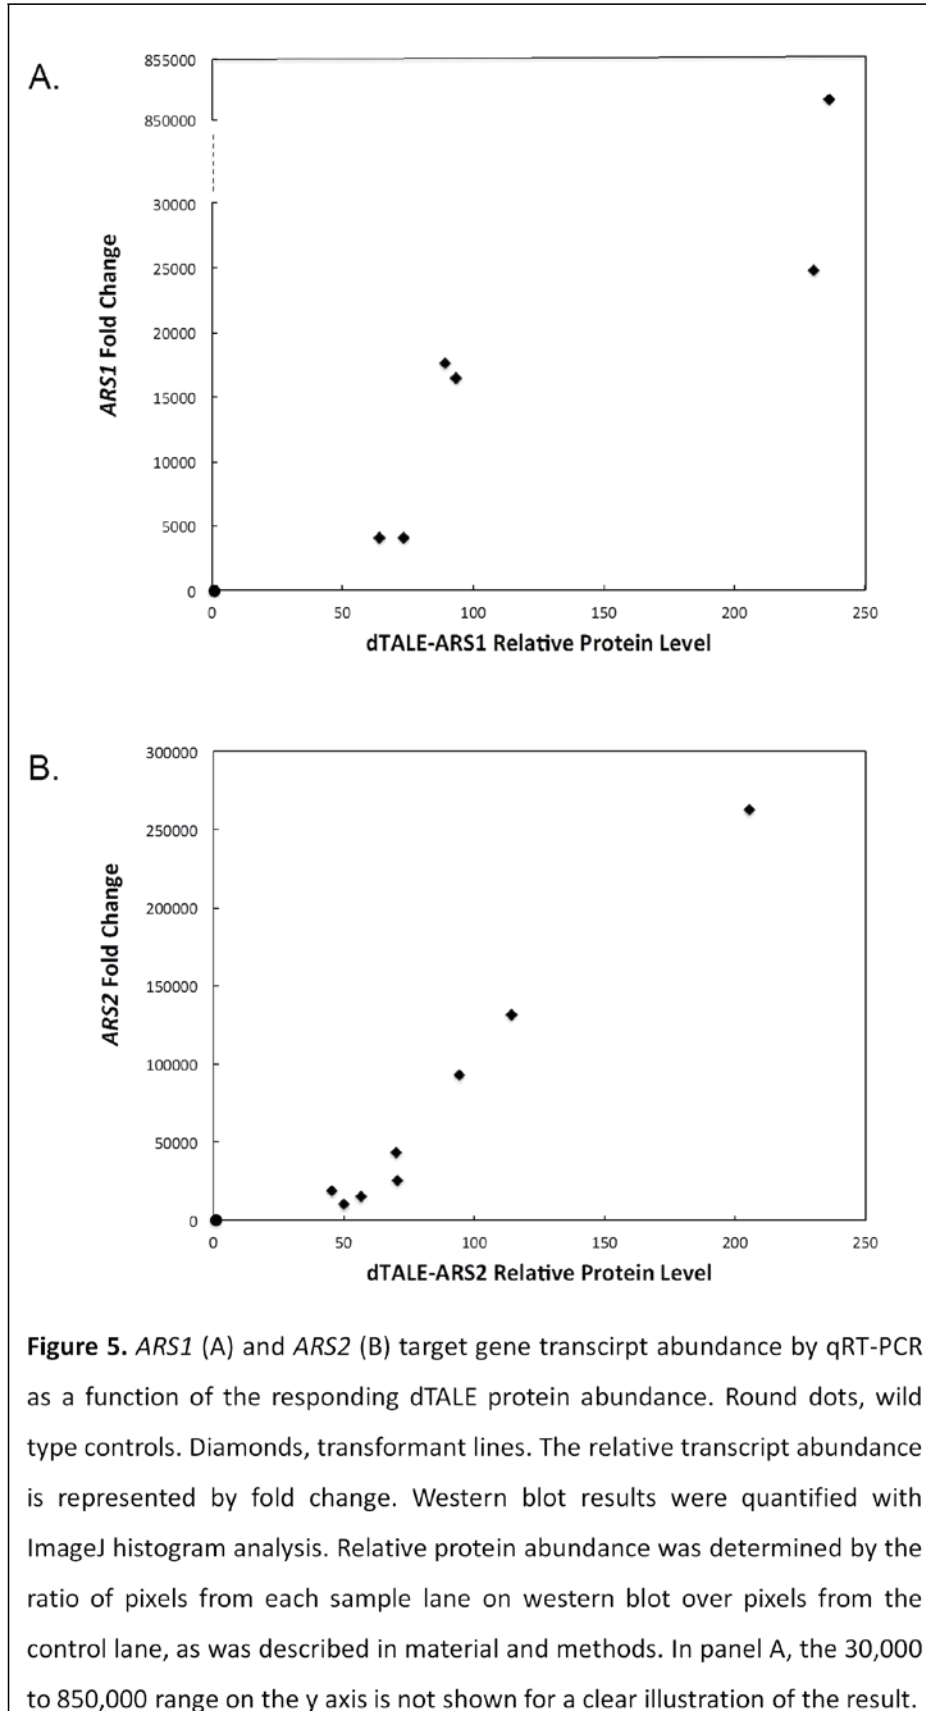 A.
855000
850000
30000
25000
20000
15000
10000
5000
0
ARS1 Fold Change
0 50 100 150 200 250
dTALE-ARS1 Relative Protein Level
B.
300000
250000
200000
150000
100000
50000
0
ARS2 Fold Change
0 50 100 150 200 250
dTALE-ARS2 Relative Protein Level
Figure 5. ARS1 (A) and ARS2 (B) target gene transcirpt abundance by qRT-PCR
as a function of the responding dTALE protein abundance. Round dots, wild
type controls. Diamonds, transformant lines. The relative transcript abundance
is represented by fold change. Western blot results were quantified with
ImageJ histogram analysis. Relative protein abundance was determined by the
ratio of pixels from each sample lane on western blot over pixels from the
control lane, as was described in material and methods. In panel A, the 30,000
to 850,000 range on the y axis is not shown for a clear illustration of the result.